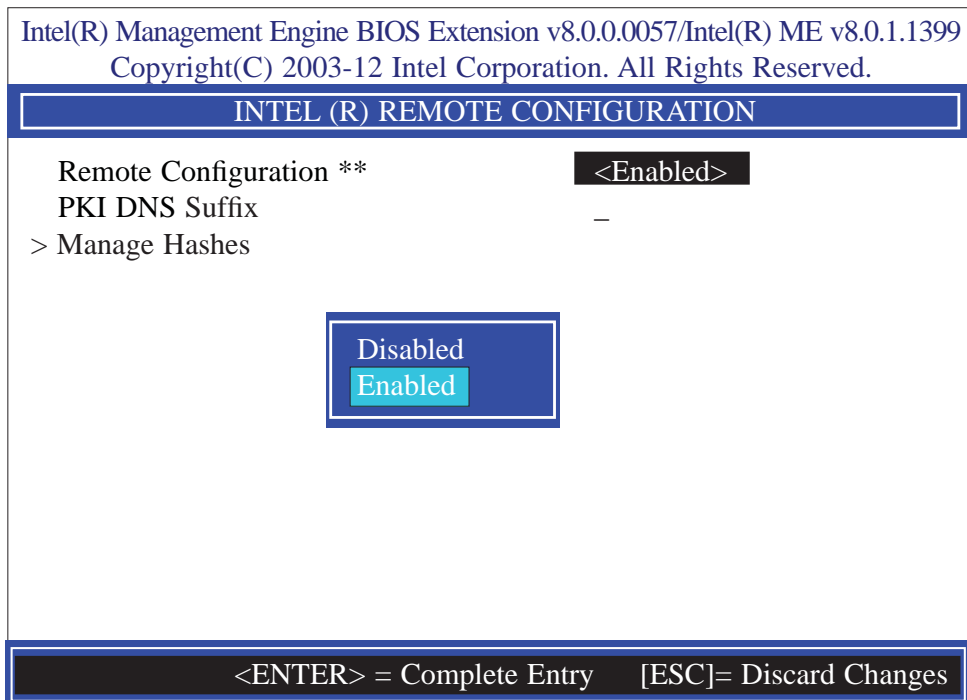 Intel(R) Management Engine BIOS Extension v8.0.0.0057/Intel(R) ME v8.0.1.1399
Copyright(C) 2003-12 Intel Corporation. All Rights Reserved.
INTEL (R) REMOTE CONFIGURATION
Remote Configuration ** <Enabled>
PKI DNS Suffix _
> Manage Hashes
Disabled
Enabled
<ENTER> = Complete Entry [ESC]= Discard Changes